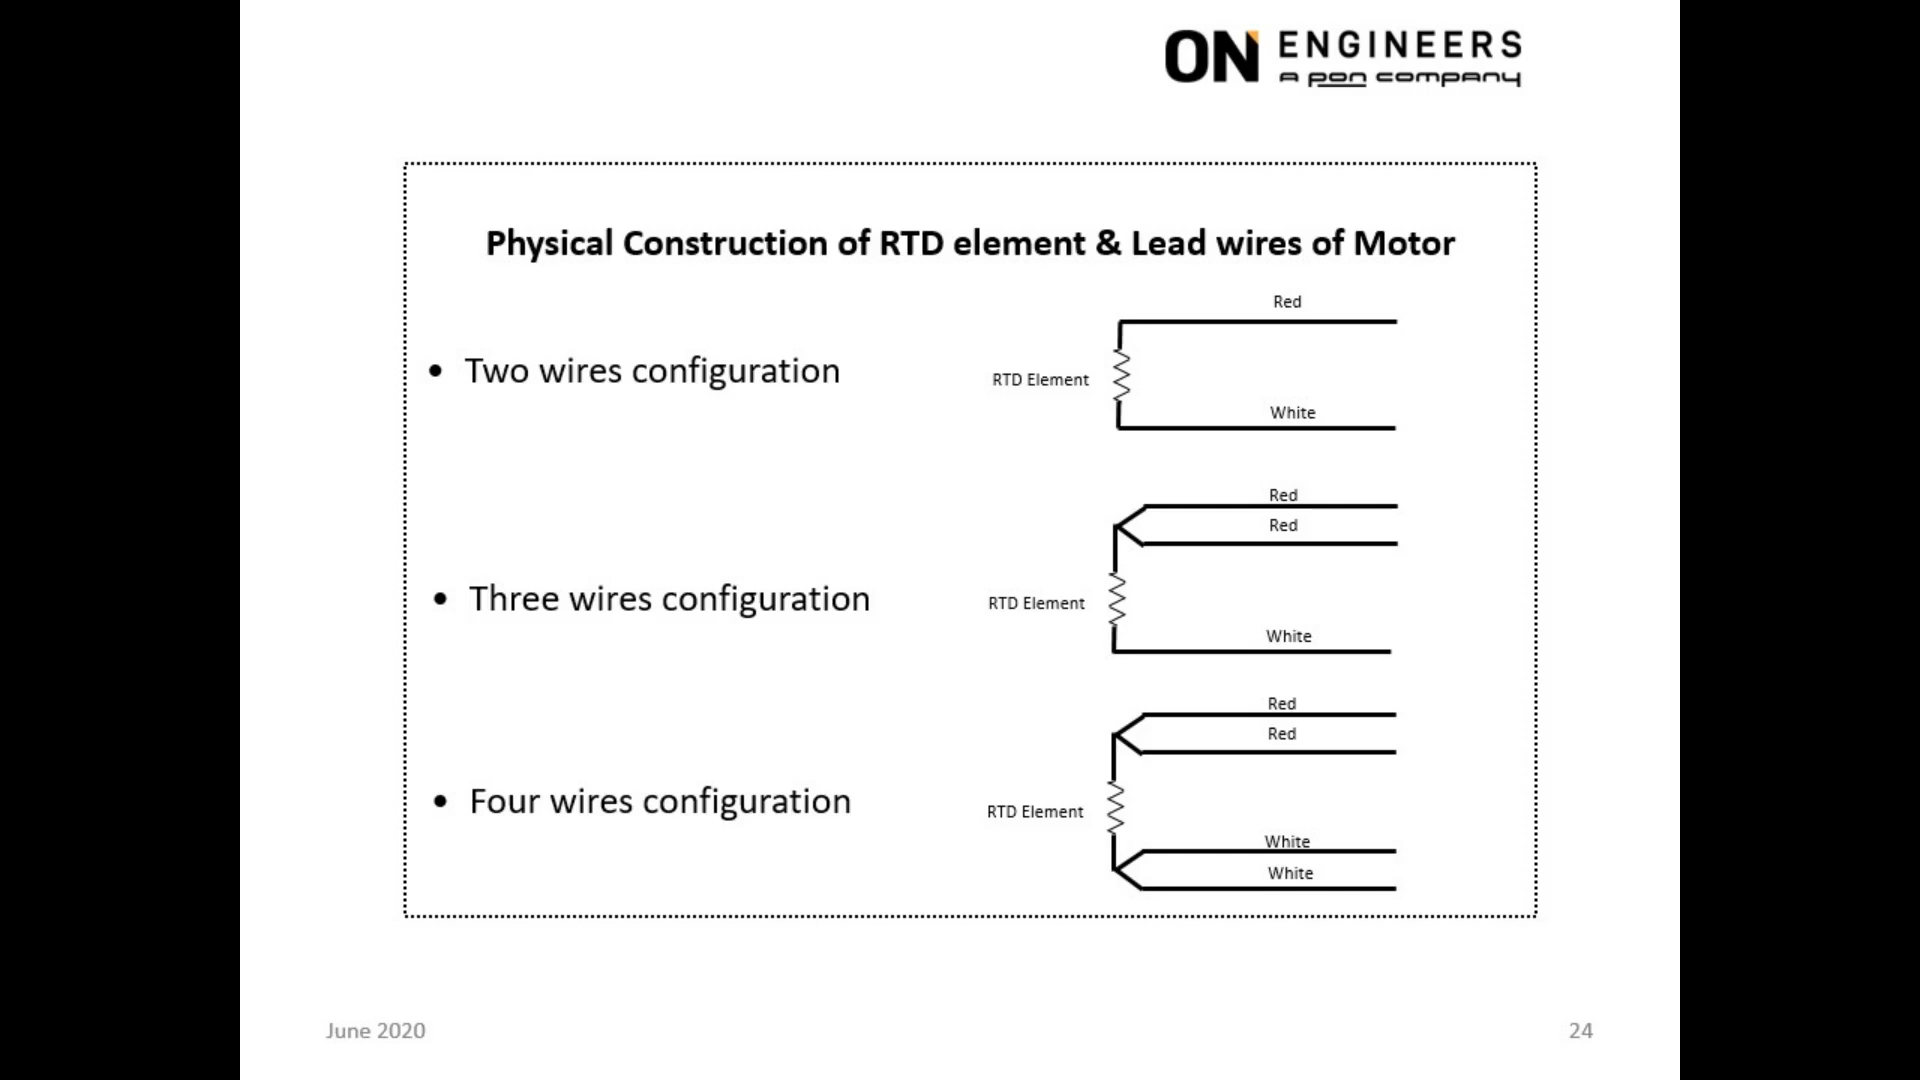 ON ENGINEERS
a pon company
Physical Construction of RTD element & Lead wires of Motor
• Two wires configuration
Red
RTD Element
White
• Three wires configuration
Red
Red
RTD Element
White
• Four wires configuration
Red
Red
RTD Element
White
White
June 2020
24